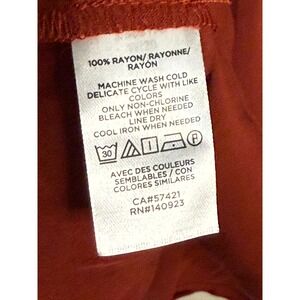 100% RAYON/ RAYONNE/
RAYÓN
MACHINE WASH COLD
DELICATE CYCLE WITH LIKE
COLORS
ONLY NON-CHLORINE
BLEACH WHEN NEEDED
LINE DRY
COOL IRON WHEN NEEDED
30
P
AVEC DES COULEURS
SEMBLABLES / CON
COLORES SIMILARES
CA#57421
RN#140923